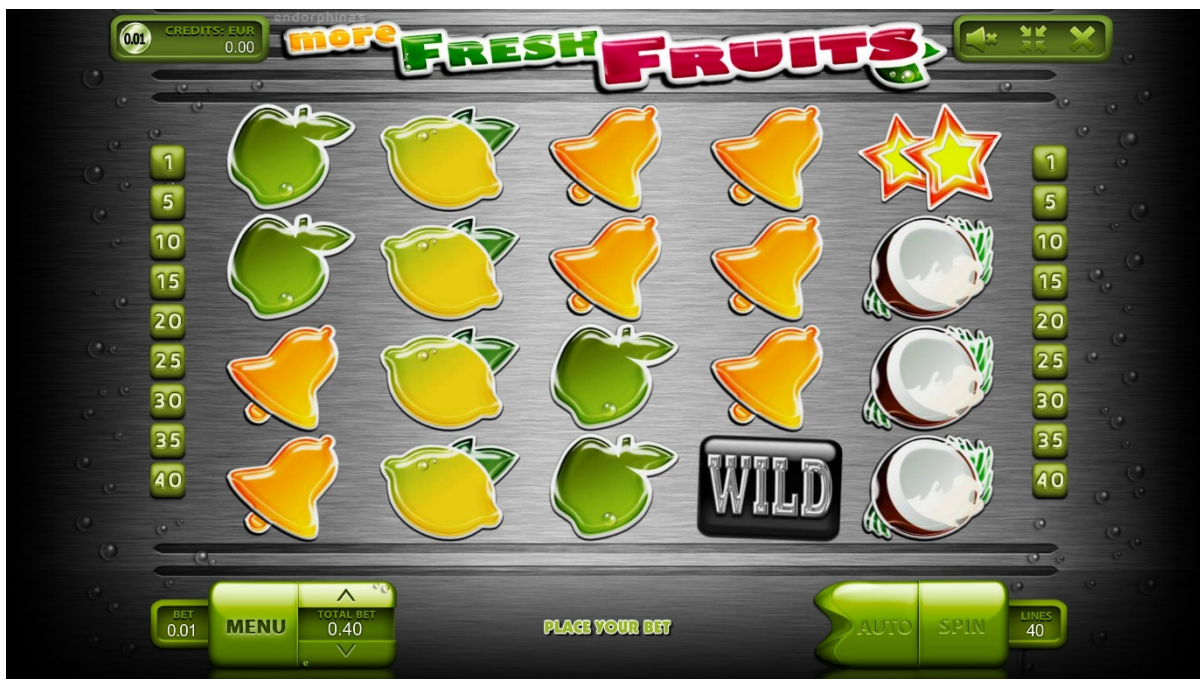 endorphina's
0.01
CREDITS: EUR
0.00
more FRESH FRUITS
1
1
5
5
10
10
15
15
20
20
25
25
30
30
35
35
40
40
WILD
BET
0.01
MENU
TOTAL BET
0.40
PLACE YOUR BET
AUTO
SPIN
LINES
40